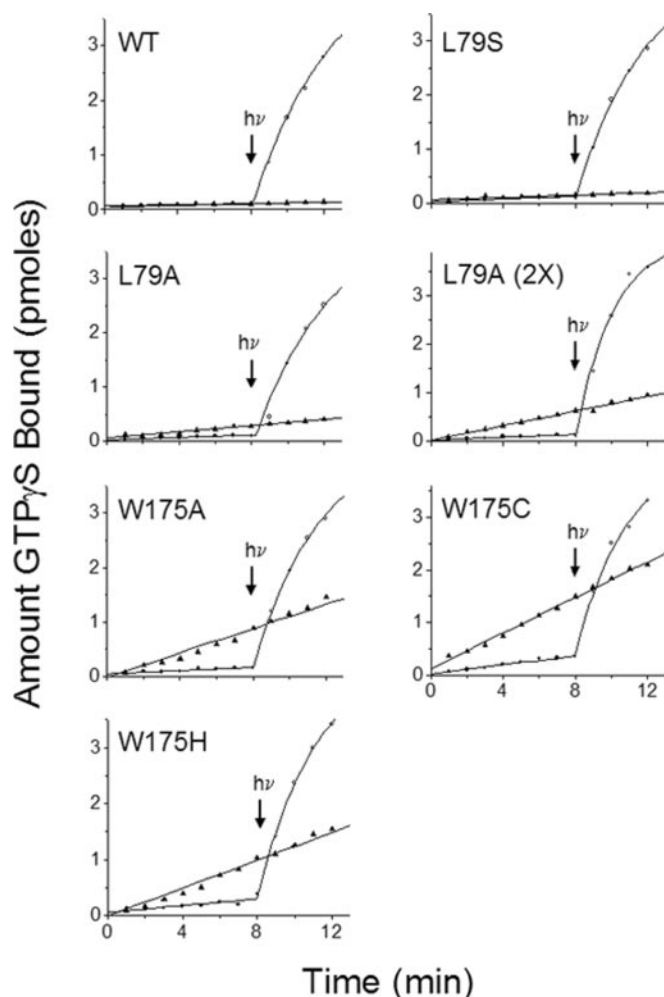 Amount GTPγS Bound (pmoles)
WT
hν
3
2
1
0
L79S
hν
3
2
1
0
L79A
hν
3
2
1
0
L79A (2X)
hν
3
2
1
0
W175A
hν
3
2
1
0
W175C
hν
3
2
1
0
0 4 8 12
W175H
hν
3
2
1
0
0 4 8 12
Time (min)